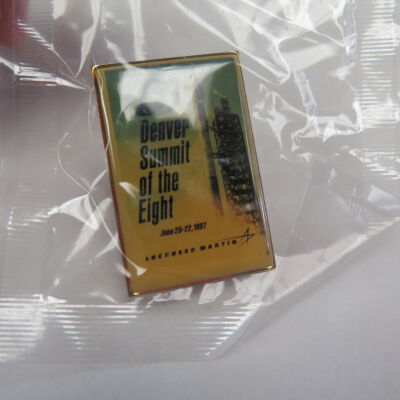 Denver
Summit
of the
Eight
June 20-22, 1997
LOCKHEED MARTIN